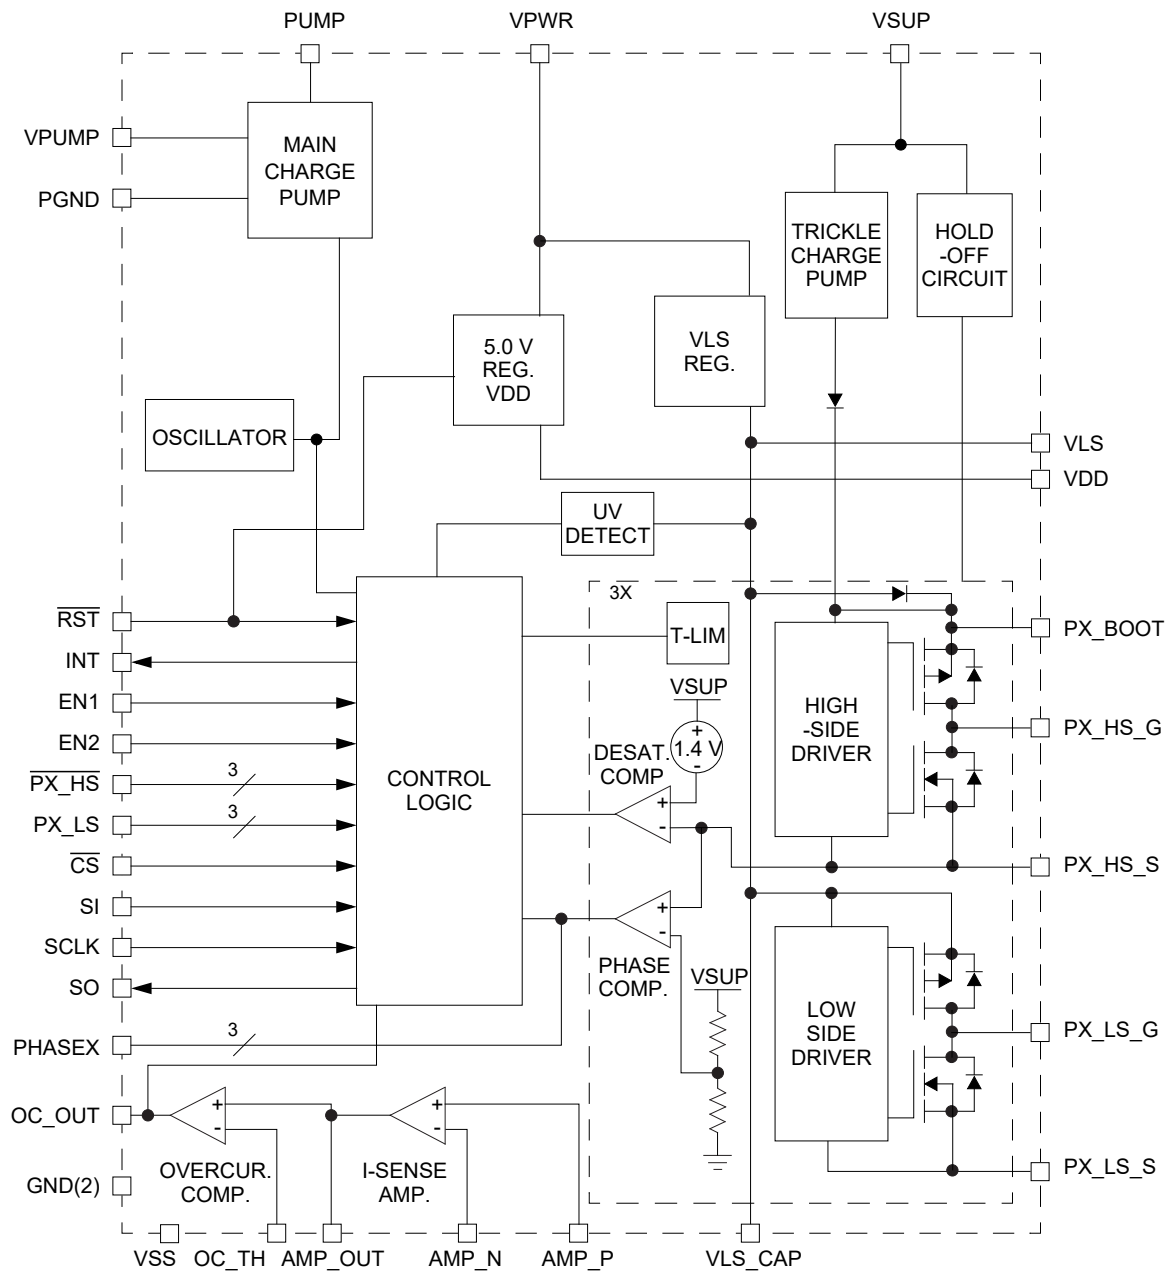 PUMP
VPWR
VSUP
VPUMP
PGND
MAIN
CHARGE
PUMP
TRICKLE
CHARGE
PUMP
HOLD
-OFF
CIRCUIT
5.0 V
REG.
VDD
VLS
REG.
OSCILLATOR
VLS
VDD
UV
DETECT
3X
T-LIM
RST
INT
EN1
EN2
PX_HS
3
PX_LS
3
CS
SI
SCLK
SO
PHASEX
3
CONTROL
LOGIC
VSUP
+
1.4 V
-
DESAT.
COMP.
+
-
+
-
PHASE
COMP.
VSUP
HIGH
-SIDE
DRIVER
LOW
SIDE
DRIVER
PX_BOOT
PX_HS_G
PX_HS_S
PX_LS_G
PX_LS_S
OC_OUT
+
-
OVERCUR.
COMP.
+
-
I-SENSE
AMP.
GND(2)
VSS
OC_TH
AMP_OUT
AMP_N
AMP_P
VLS_CAP